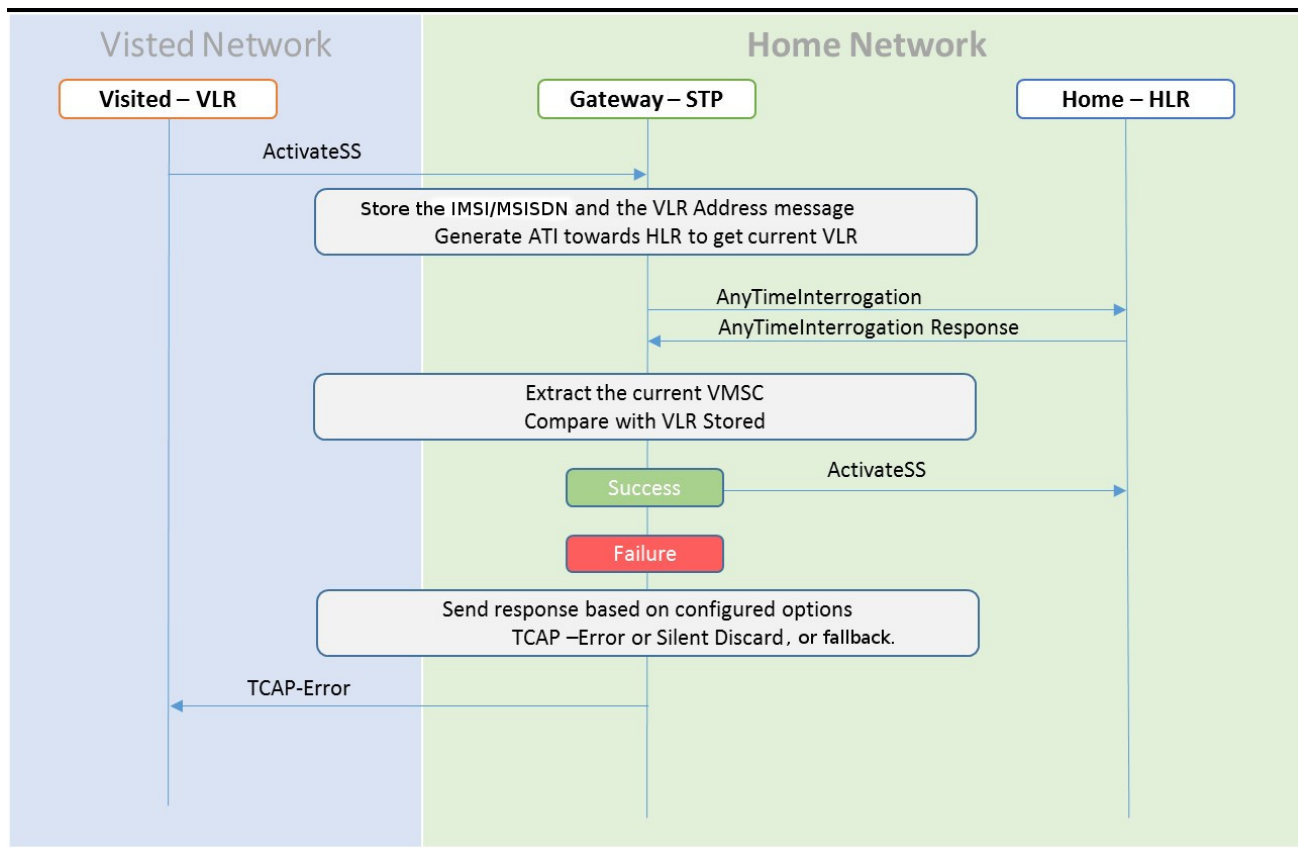 Visted Network
Home Network
Visited – VLR
Gateway – STP
Home – HLR
ActivateSS
Store the IMSI/MSISDN and the VLR Address message
Generate ATI towards HLR to get current VLR
AnyTimeInterrogation
AnyTimeInterrogation Response
Extract the current VMSC
Compare with VLR Stored
ActivateSS
Success
Failure
Send response based on configured options
TCAP –Error or Silent Discard, or fallback.
TCAP-Error